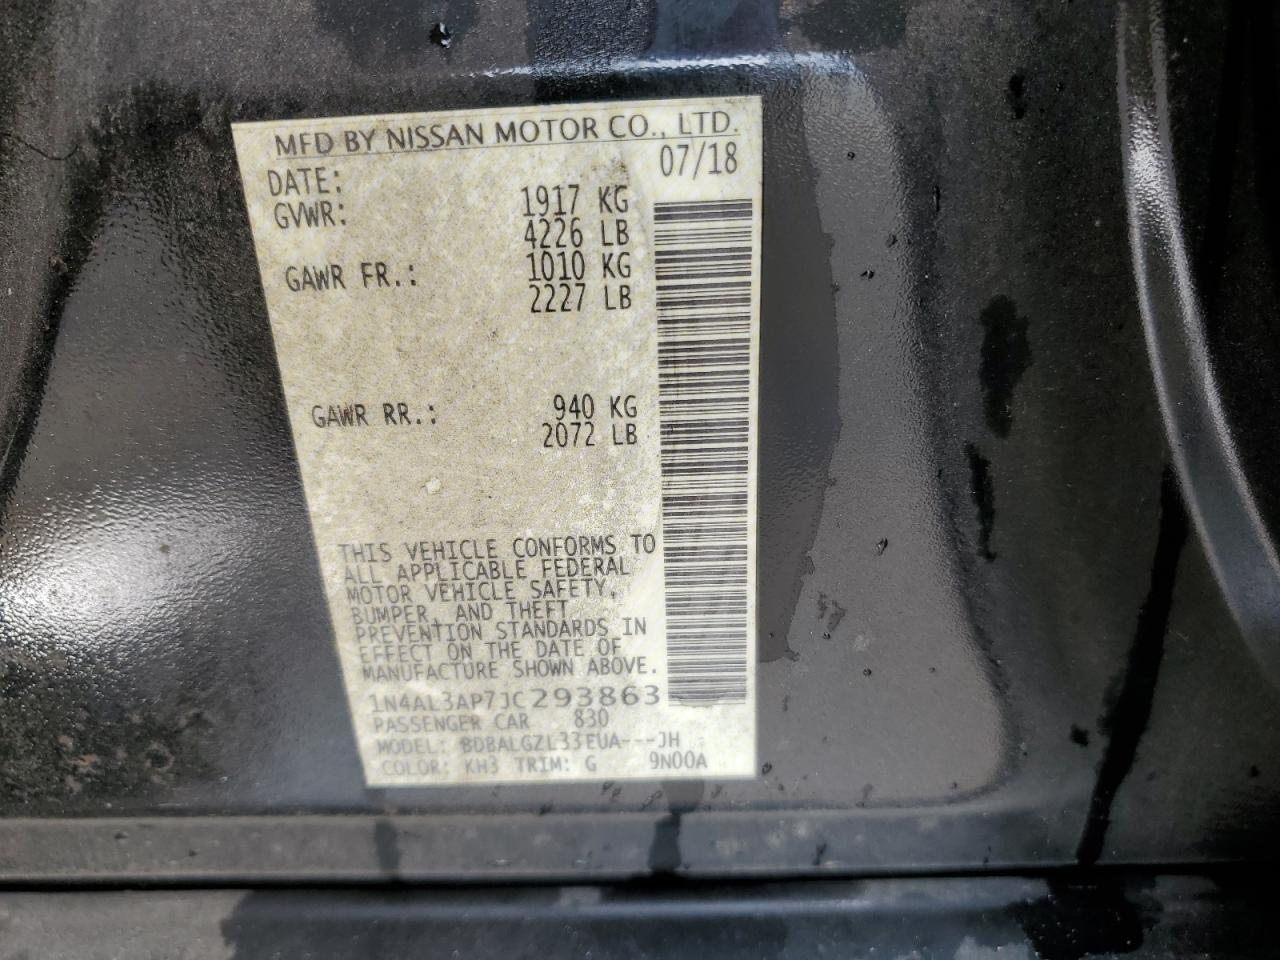 MFD BY NISSAN MOTOR CO., LTD.
DATE: 07/18
GVWR: 1917 KG
4226 LB
GAWR FR.: 1010 KG
2227 LB
GAWR RR.: 940 KG
2072 LB
THIS VEHICLE CONFORMS TO
ALL APPLICABLE FEDERAL
MOTOR VEHICLE SAFETY,
BUMPER, AND THEFT
PREVENTION STANDARDS IN
EFFECT ON THE DATE OF
MANUFACTURE SHOWN ABOVE.
1N4AL3AP7JC293863
PASSENGER CAR 830
MODEL: BDBALGZL33EUA---JH
COLOR: KH3 TRIM: G 9N00A